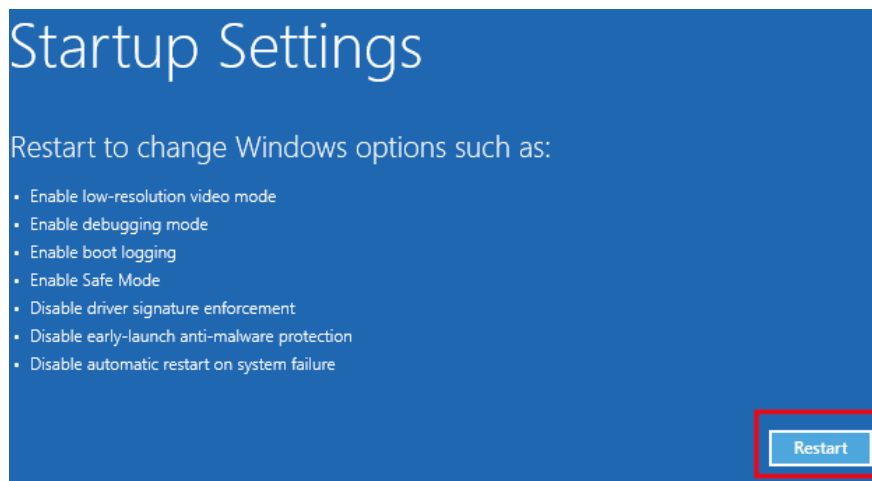 Startup Settings
Restart to change Windows options such as:
• Enable low-resolution video mode
• Enable debugging mode
• Enable boot logging
• Enable Safe Mode
• Disable driver signature enforcement
• Disable early-launch anti-malware protection
• Disable automatic restart on system failure
Restart